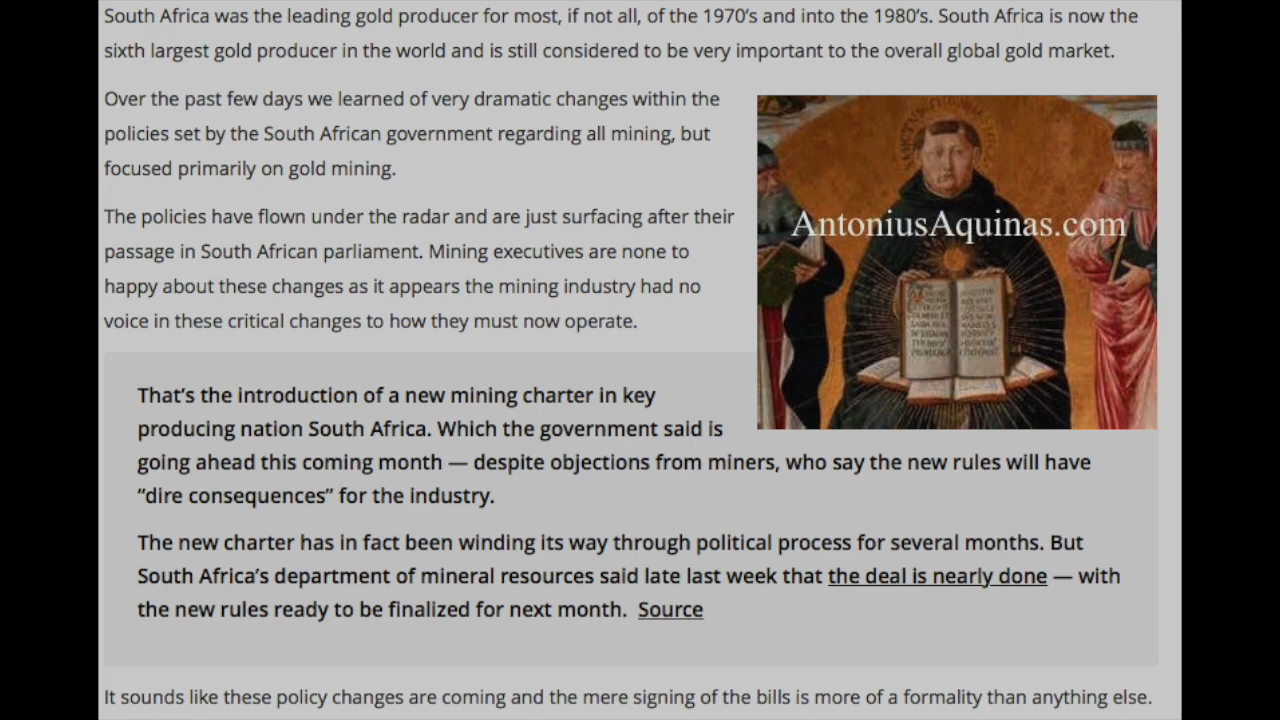 South Africa was the leading gold producer for most, if not all, of the 1970’s and into the 1980’s. South Africa is now the
sixth largest gold producer in the world and is still considered to be very important to the overall global gold market.
Over the past few days we learned of very dramatic changes within the
policies set by the South African government regarding all mining, but
focused primarily on gold mining.
The policies have flown under the radar and are just surfacing after their
passage in South African parliament. Mining executives are none to
happy about these changes as it appears the mining industry had no
voice in these critical changes to how they must now operate.
AntoniusAquinas.com
That’s the introduction of a new mining charter in key
producing nation South Africa. Which the government said is
going ahead this coming month — despite objections from miners, who say the new rules will have
“dire consequences” for the industry.
The new charter has in fact been winding its way through political process for several months. But
South Africa’s department of mineral resources said late last week that the deal is nearly done — with
the new rules ready to be finalized for next month. Source
It sounds like these policy changes are coming and the mere signing of the bills is more of a formality than anything else.